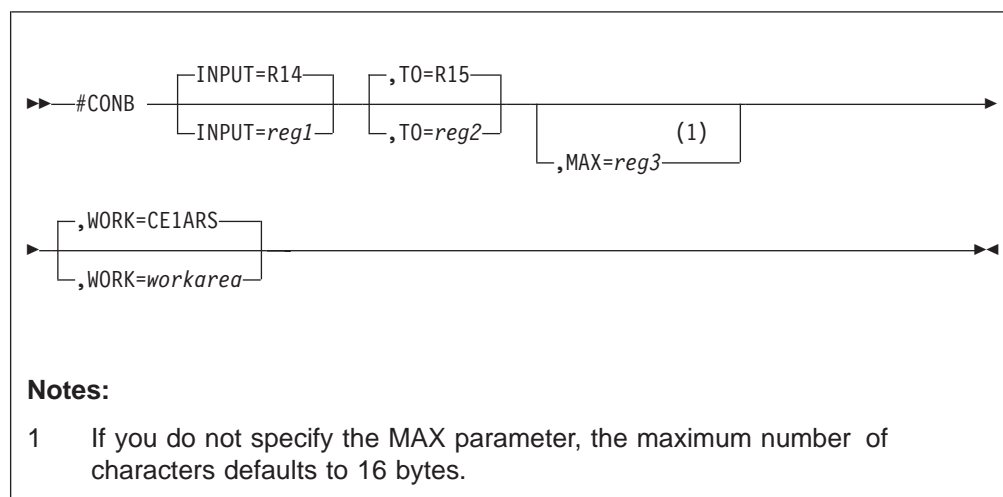 INPUT=R14 ,TO=R15
#CONB
INPUT=reg1 ,TO=reg2 (1)
,MAX=reg3
,WORK=CE1ARS
,WORK=workarea
Notes:
1 If you do not specify the MAX parameter, the maximum number of
characters defaults to 16 bytes.